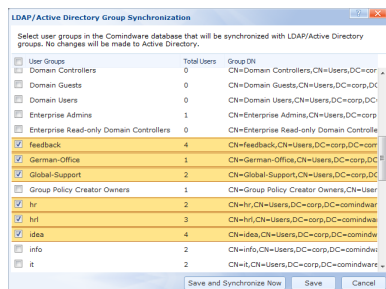 LDAP/Active Directory Group Synchronization
Select user groups in the Comindware database that will be synchronized with LDAP/Active Directory
groups. No changes will be made to Active Directory.
User Groups Total Users Group DN
Domain Controllers 0 CN=Domain Controllers,CN=Users,DC=cor
Domain Guests 0 CN=Domain Guests,CN=Users,DC=corp,DC
Domain Users 0 CN=Domain Users,CN=Users,DC=corp,DC=
Enterprise Admins 1 CN=Enterprise Admins,CN=Users,DC=corp
Enterprise Read-only Domain Controllers 0 CN=Enterprise Read-only Domain Controlle
feedback 4 CN=feedback,CN=Users,DC=corp,DC=com
German-Office 1 CN=German-Office,CN=Users,DC=corp,DC
Global-Support 2 CN=Global-Support,CN=Users,DC=corp,DC
Group Policy Creator Owners 1 CN=Group Policy Creator Owners,CN=User
hr 2 CN=hr,CN=Users,DC=corp,DC=comindwar
hrl 3 CN=hrl,CN=Users,DC=corp,DC=comindwa
idea 4 CN=idea,CN=Users,DC=corp,DC=comindw
info 2 CN=info,CN=Users,DC=corp,DC=comindwa
it 2 CN=it,CN=Users,DC=corp,DC=comindware
Save and Synchronize Now Save Cancel